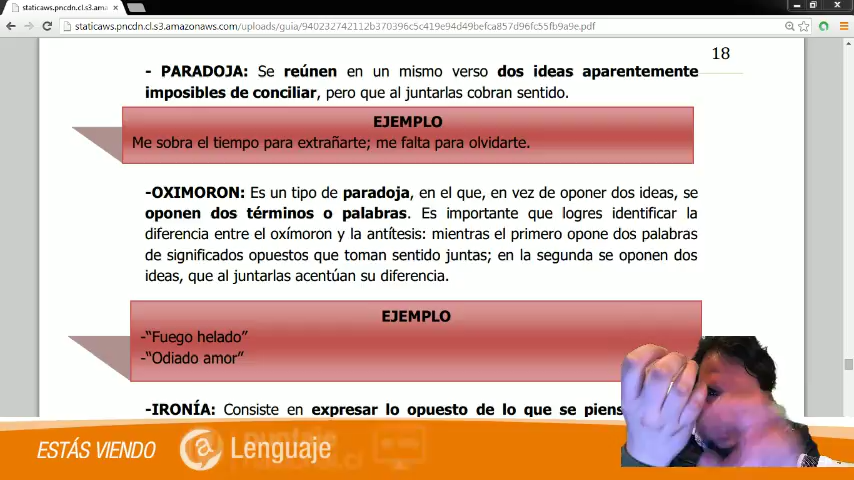 staticaws.pncdn.cl.s3.ama
staticaws.pncdn.cl.s3.amazonaws.com/uploads/guia/940232742112b370396c5c419e94d49befca857d96cfc55fb9a9e.pdf
18
- PARADOJA: Se reúnen en un mismo verso dos ideas aparentemente
imposibles de conciliar, pero que al juntarlas cobran sentido.
EJEMPLO
Me sobra el tiempo para extrañarte; me falta para olvidarte.
-OXIMORON: Es un tipo de paradoja, en el que, en vez de oponer dos ideas, se
oponen dos términos o palabras. Es importante que logres identificar la
diferencia entre el oxímoron y la antítesis: mientras el primero opone dos palabras
de significados opuestos que toman sentido juntas; en la segunda se oponen dos
ideas, que al juntarlas acentúan su diferencia.
EJEMPLO
-“Fuego helado”
-“Odiado amor”
-IRONÍA: Consiste en expresar lo opuesto de lo que se piens
ESTÁS VIENDO
Lenguaje